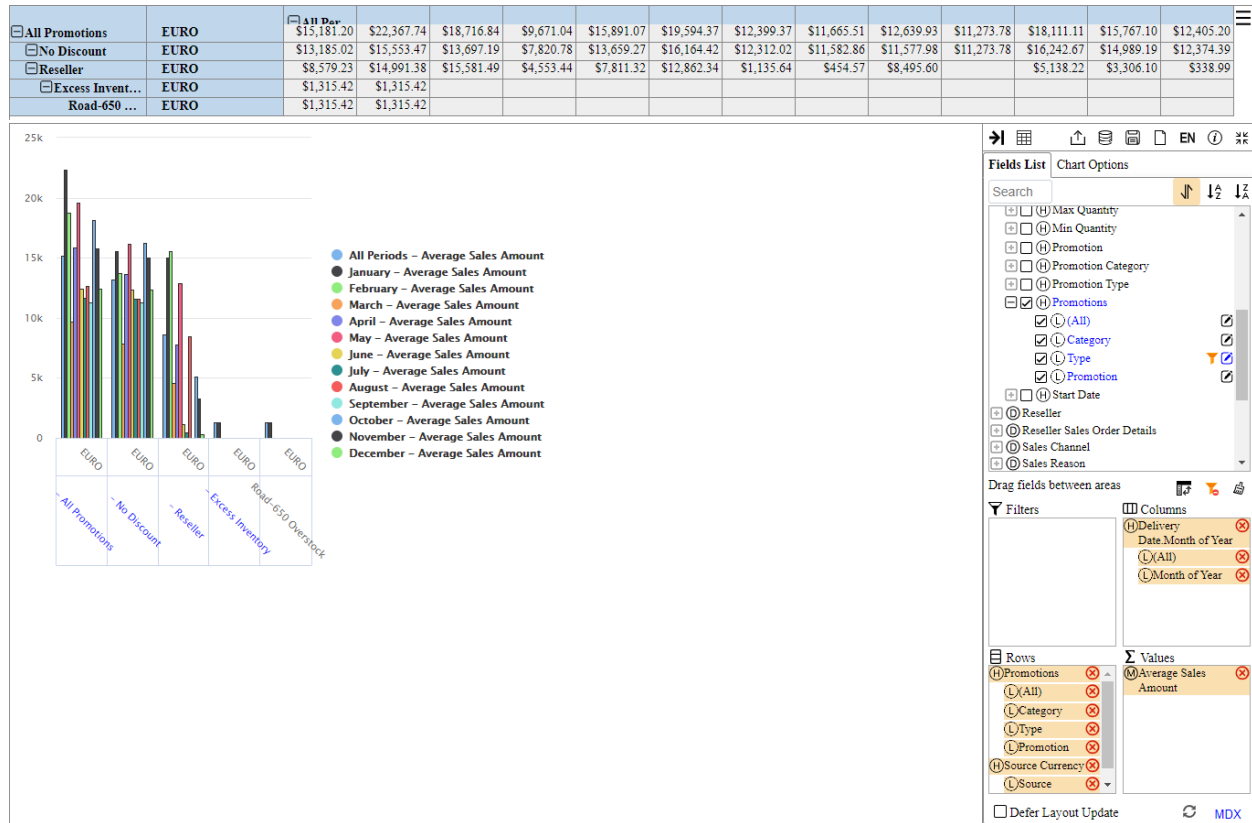 All Per
All Promotions EURO $15,181.20 $22,367.74 $18,716.84 $9,671.04 $15,891.07 $19,594.37 $12,399.37 $11,665.51 $12,639.93 $11,273.78 $18,111.11 $15,767.10 $12,405.20
No Discount EURO $13,185.02 $15,553.47 $13,697.19 $7,820.78 $13,659.27 $16,164.42 $12,312.02 $11,582.86 $11,577.98 $11,273.78 $16,242.67 $14,989.19 $12,374.39
Reseller EURO $8,579.23 $14,991.38 $15,581.49 $4,553.44 $7,811.32 $12,862.34 $1,135.64 $454.57 $8,495.60 $5,138.22 $3,306.10 $338.99
Excess Invent... EURO $1,315.42 $1,315.42
Road-650 ... EURO $1,315.42 $1,315.42
25k
20k
15k
10k
5k
0
EURO EURO EURO EURO EURO
- All Promotions
- No Discount
- Reseller
- Excess Inventory
Road-650 Overstock
All Periods - Average Sales Amount
January - Average Sales Amount
February - Average Sales Amount
March - Average Sales Amount
April - Average Sales Amount
May - Average Sales Amount
June - Average Sales Amount
July - Average Sales Amount
August - Average Sales Amount
September - Average Sales Amount
October - Average Sales Amount
November - Average Sales Amount
December - Average Sales Amount
EN
Fields List Chart Options
Search
H Max Quantity
H Min Quantity
H Promotion
H Promotion Category
H Promotion Type
H Promotions
L (All)
L Category
L Type
L Promotion
H Start Date
D Reseller
D Reseller Sales Order Details
D Sales Channel
D Sales Reason
Drag fields between areas
Filters
Columns
H Delivery
Date.Month of Year
L (All)
L Month of Year
Rows
H Promotions
L (All)
L Category
L Type
L Promotion
H Source Currency
L Source
Σ Values
M Average Sales
Amount
Defer Layout Update
MDX